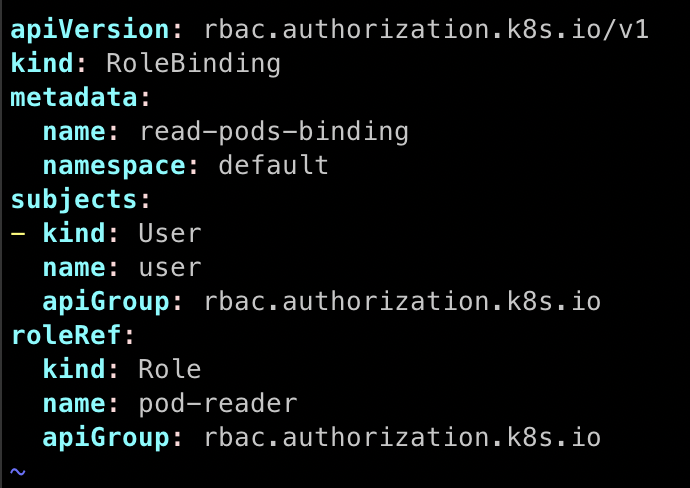 apiVersion: rbac.authorization.k8s.io/v1
kind: RoleBinding
metadata:
  name: read-pods-binding
  namespace: default
subjects:
- kind: User
  name: user
  apiGroup: rbac.authorization.k8s.io
roleRef:
  kind: Role
  name: pod-reader
  apiGroup: rbac.authorization.k8s.io
~